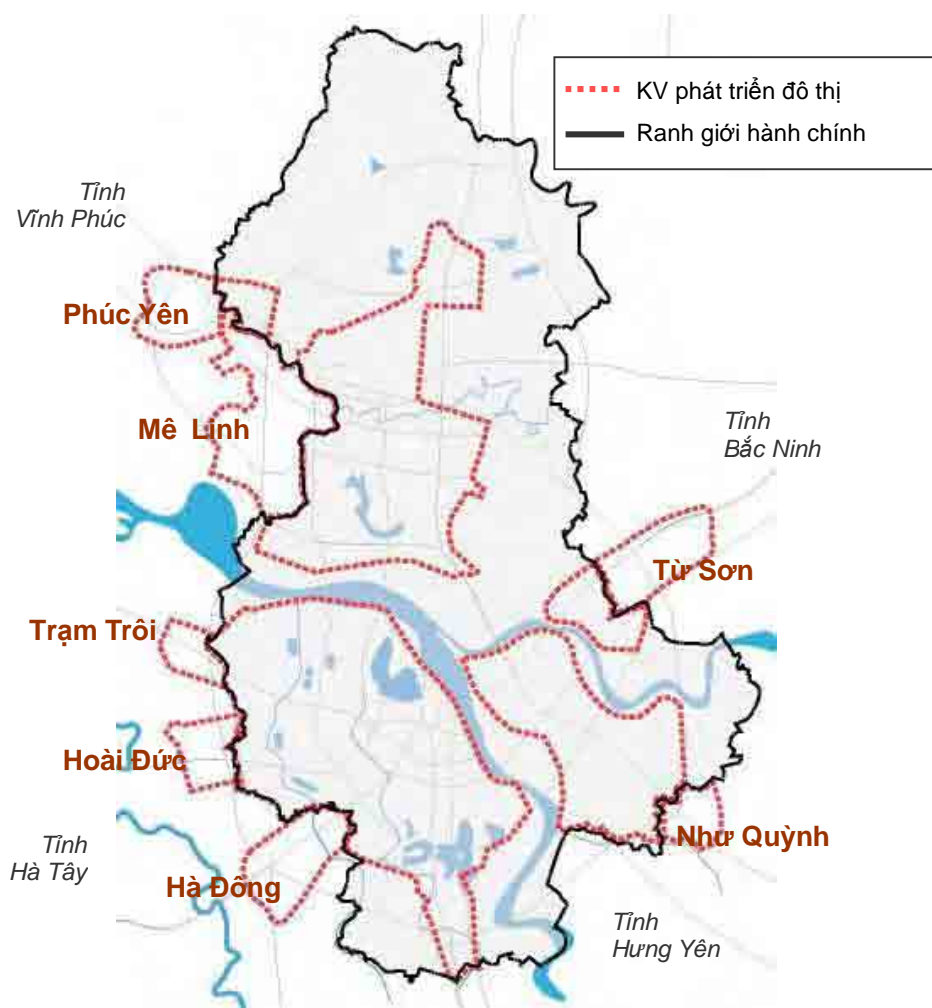 KV phát triển đô thị
Ranh giới hành chính
Tỉnh
Vĩnh Phúc
Phúc Yên
Mê Linh
Tỉnh
Bắc Ninh
Từ Sơn
Trạm Trôi
Hoài Đức
Như Quỳnh
Tỉnh
Hà Tây
Hà Đông
Tỉnh
Hưng Yên